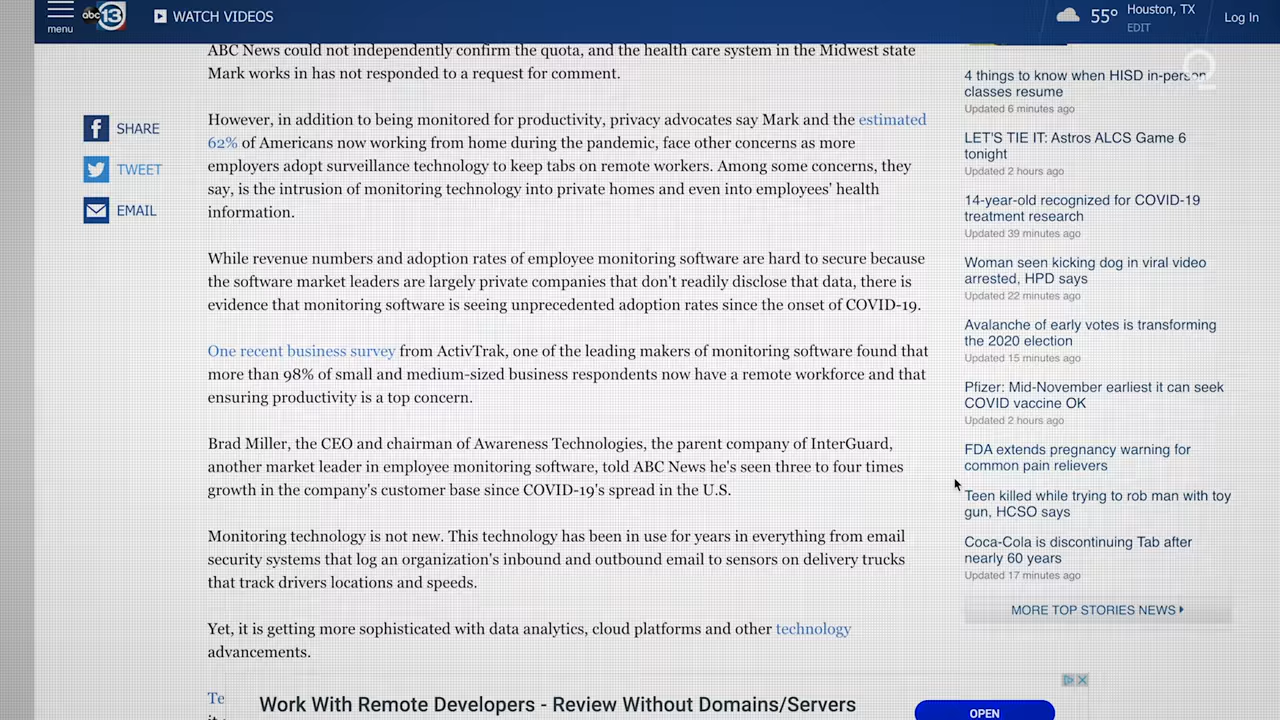 menu
abc 13
WATCH VIDEOS
55°
Houston, TX
EDIT
Log In
ABC News could not independently confirm the quota, and the health care system in the Midwest state
Mark works in has not responded to a request for comment.
SHARE
TWEET
EMAIL
However, in addition to being monitored for productivity, privacy advocates say Mark and the estimated
62% of Americans now working from home during the pandemic, face other concerns as more
employers adopt surveillance technology to keep tabs on remote workers. Among some concerns, they
say, is the intrusion of monitoring technology into private homes and even into employees' health
information.
While revenue numbers and adoption rates of employee monitoring software are hard to secure because
the software market leaders are largely private companies that don't readily disclose that data, there is
evidence that monitoring software is seeing unprecedented adoption rates since the onset of COVID-19.
One recent business survey from ActivTrak, one of the leading makers of monitoring software found that
more than 98% of small and medium-sized business respondents now have a remote workforce and that
ensuring productivity is a top concern.
Brad Miller, the CEO and chairman of Awareness Technologies, the parent company of InterGuard,
another market leader in employee monitoring software, told ABC News he's seen three to four times
growth in the company's customer base since COVID-19's spread in the U.S.
Monitoring technology is not new. This technology has been in use for years in everything from email
security systems that log an organization's inbound and outbound email to sensors on delivery trucks
that track drivers locations and speeds.
Yet, it is getting more sophisticated with data analytics, cloud platforms and other technology
advancements.
Te
4 things to know when HISD in-person
classes resume
Updated 6 minutes ago
LET'S TIE IT: Astros ALCS Game 6
tonight
Updated 2 hours ago
14-year-old recognized for COVID-19
treatment research
Updated 39 minutes ago
Woman seen kicking dog in viral video
arrested, HPD says
Updated 22 minutes ago
Avalanche of early votes is transforming
the 2020 election
Updated 15 minutes ago
Pfizer: Mid-November earliest it can seek
COVID vaccine OK
Updated 2 hours ago
FDA extends pregnancy warning for
common pain relievers
Teen killed while trying to rob man with toy
gun, HCSO says
Coca-Cola is discontinuing Tab after
nearly 60 years
Updated 17 minutes ago
MORE TOP STORIES NEWS
Work With Remote Developers - Review Without Domains/Servers
OPEN